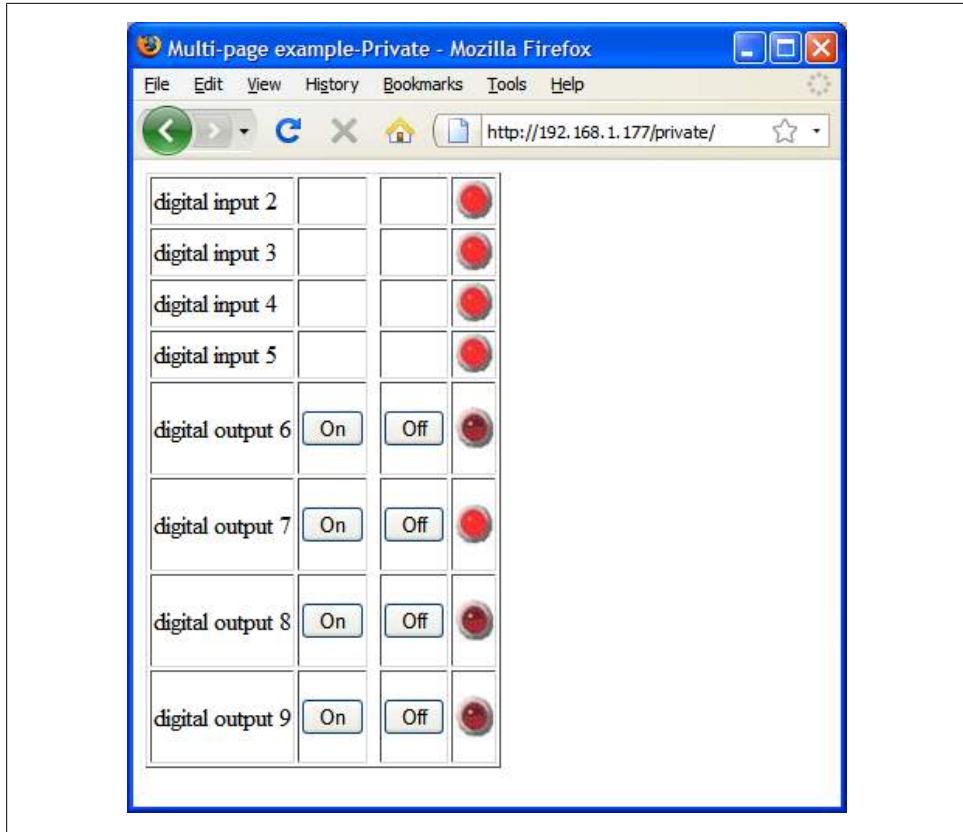 Multi-page example-Private - Mozilla Firefox
File Edit View History Bookmarks Tools Help
http://192.168.1.177/private/
digital input 2
digital input 3
digital input 4
digital input 5
digital output 6 On Off
digital output 7 On Off
digital output 8 On Off
digital output 9 On Off